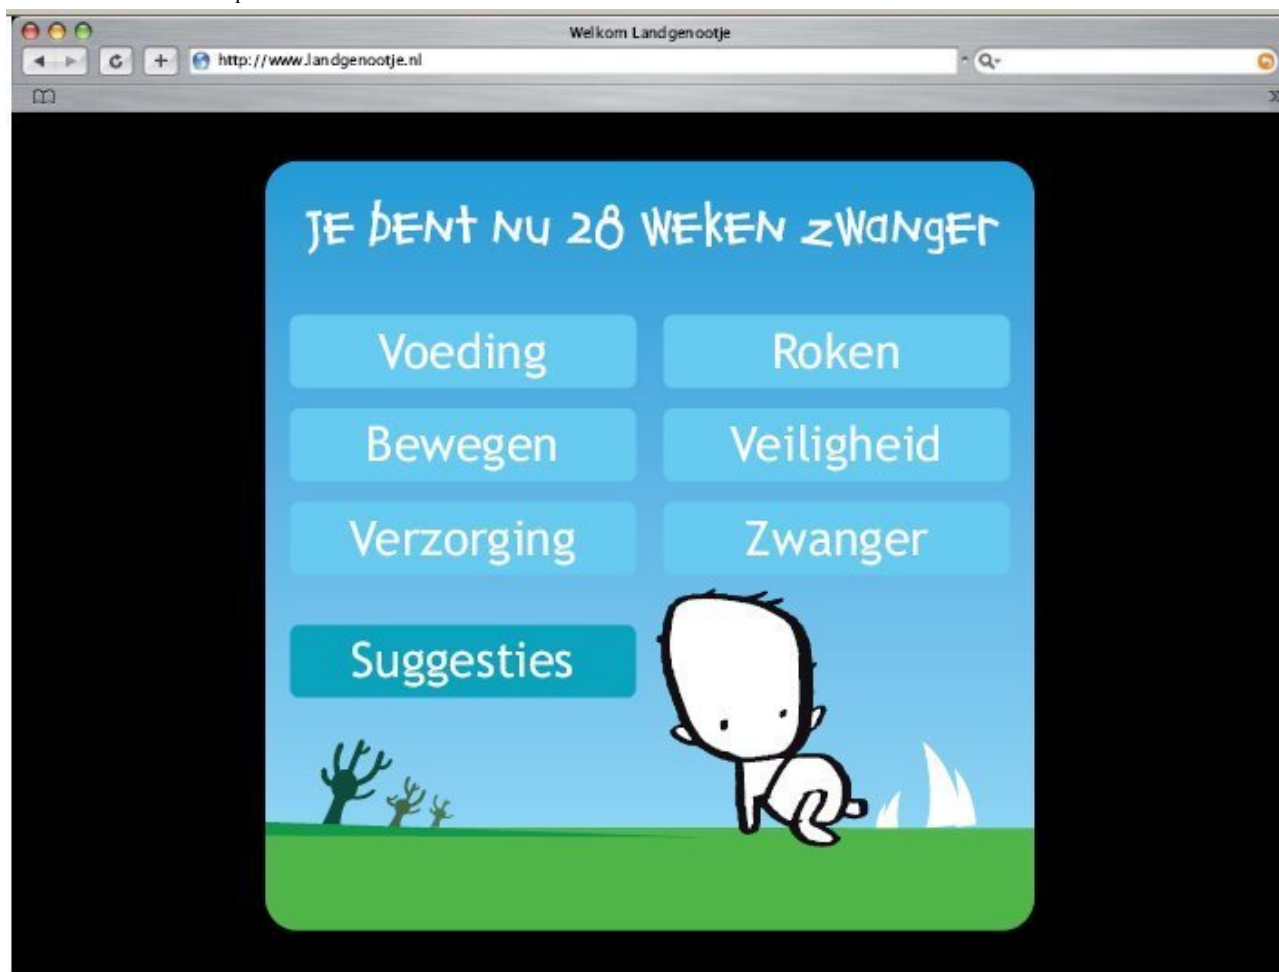 Welkom Landgenootje
http://www.landgenootje.nl
JE bENt NU 28 WEkEN zWaNgEr
Voeding
Roken
Bewegen
Veiligheid
Verzorging
Zwanger
Suggesties